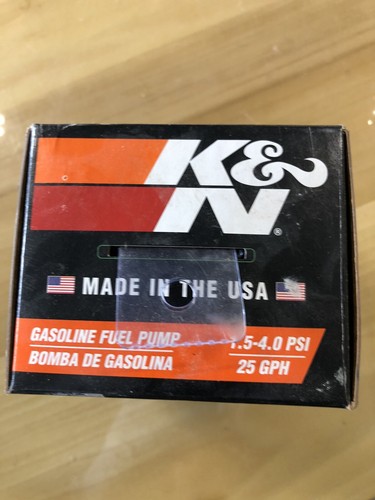 K&N®
MADE IN THE USA
GASOLINE FUEL PUMP
BOMBA DE GASOLINA
1.5-4.0 PSI
25 GPH